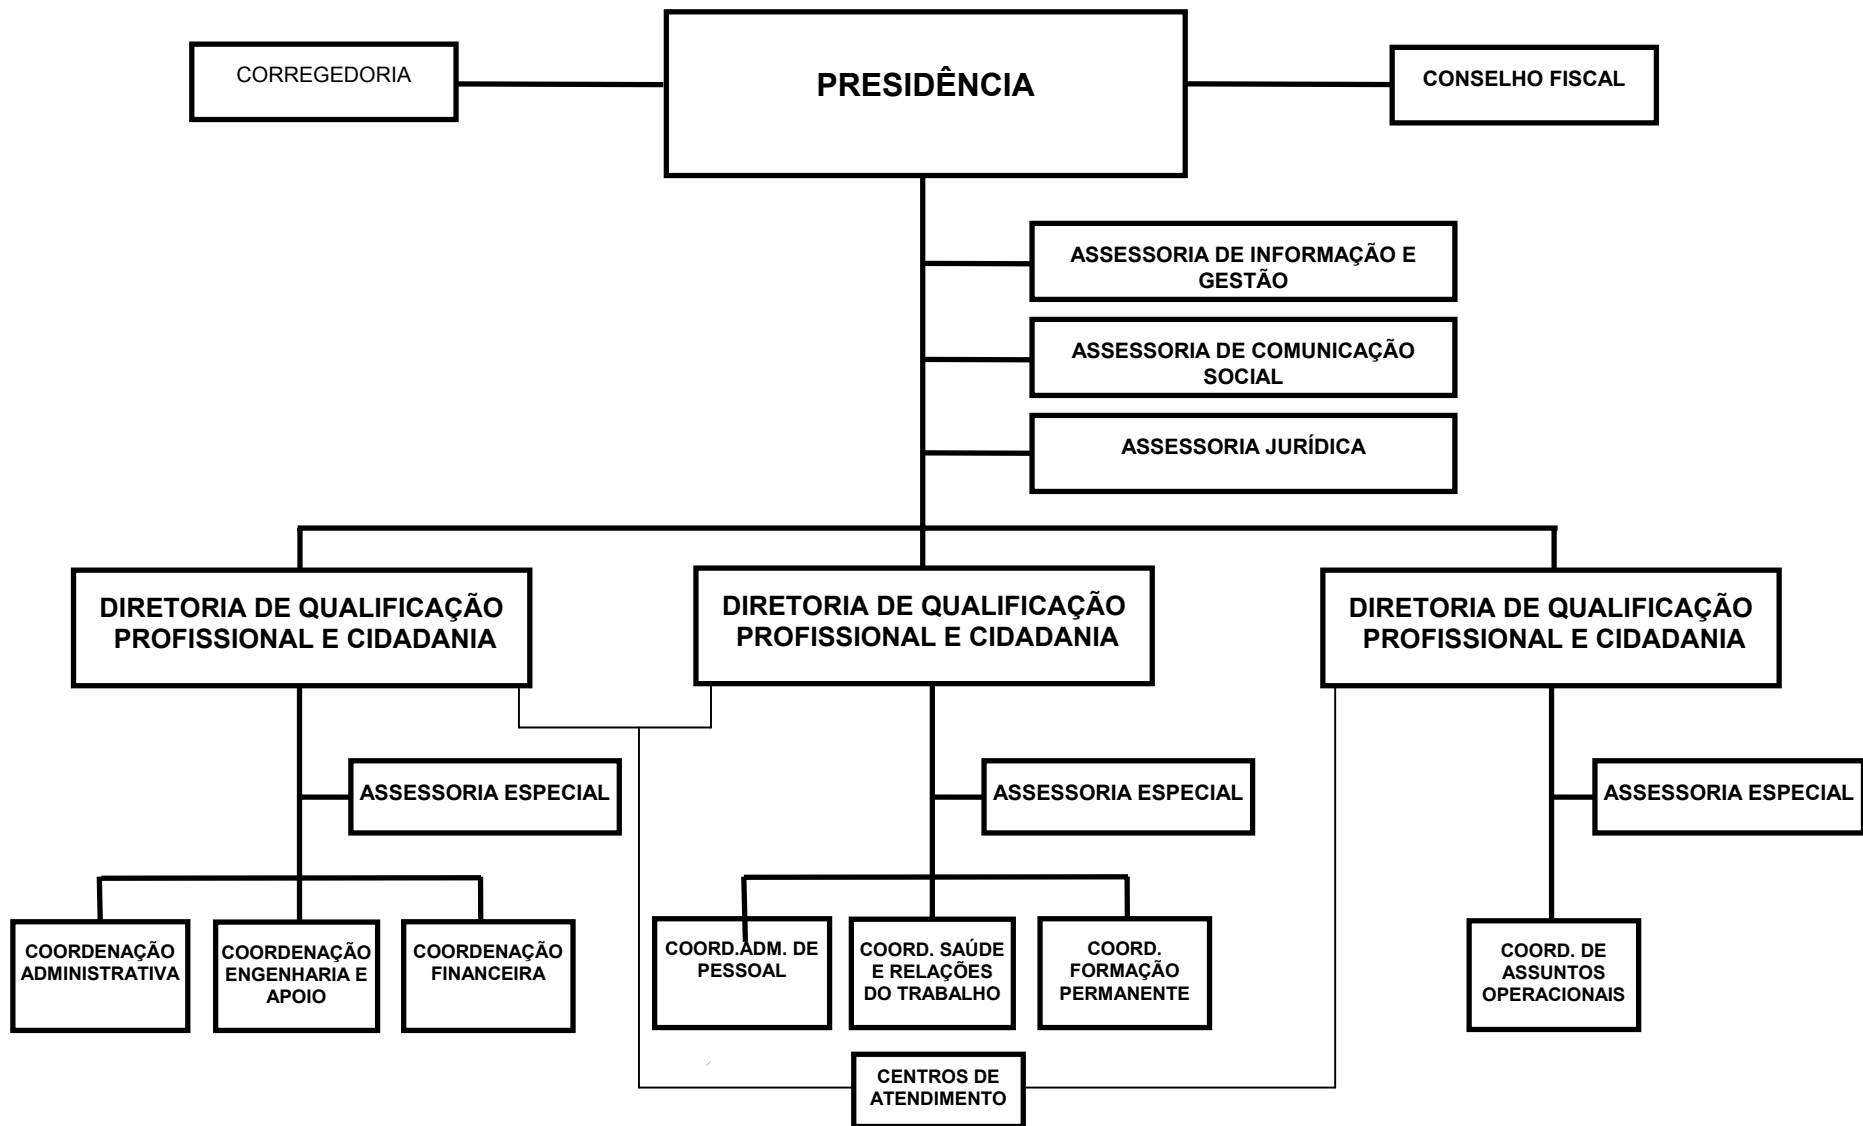 CORREGEDORIA
PRESIDÊNCIA
CONSELHO FISCAL
ASSESSORIA DE INFORMAÇÃO E
GESTÃO
ASSESSORIA DE COMUNICAÇÃO
SOCIAL
ASSESSORIA JURÍDICA
DIRETORIA DE QUALIFICAÇÃO
PROFISSIONAL E CIDADANIA
DIRETORIA DE QUALIFICAÇÃO
PROFISSIONAL E CIDADANIA
DIRETORIA DE QUALIFICAÇÃO
PROFISSIONAL E CIDADANIA
ASSESSORIA ESPECIAL
ASSESSORIA ESPECIAL
ASSESSORIA ESPECIAL
COORDENAÇÃO
ADMINISTRATIVA
COORDENAÇÃO
ENGENHARIA E
APOIO
COORDENAÇÃO
FINANCEIRA
COORD.ADM. DE
PESSOAL
COORD. SAÚDE
E RELAÇÕES
DO TRABALHO
COORD.
FORMAÇÃO
PERMANENTE
COORD. DE
ASSUNTOS
OPERACIONAIS
CENTROS DE
ATENDIMENTO